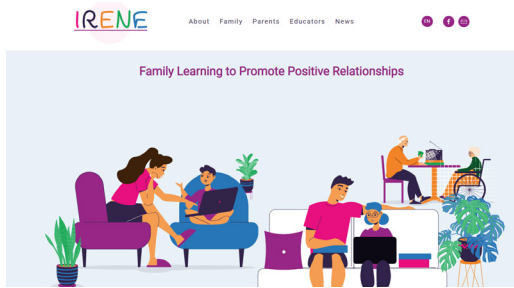 IRENE
About Family Parents Educators News
EN
Family Learning to Promote Positive Relationships